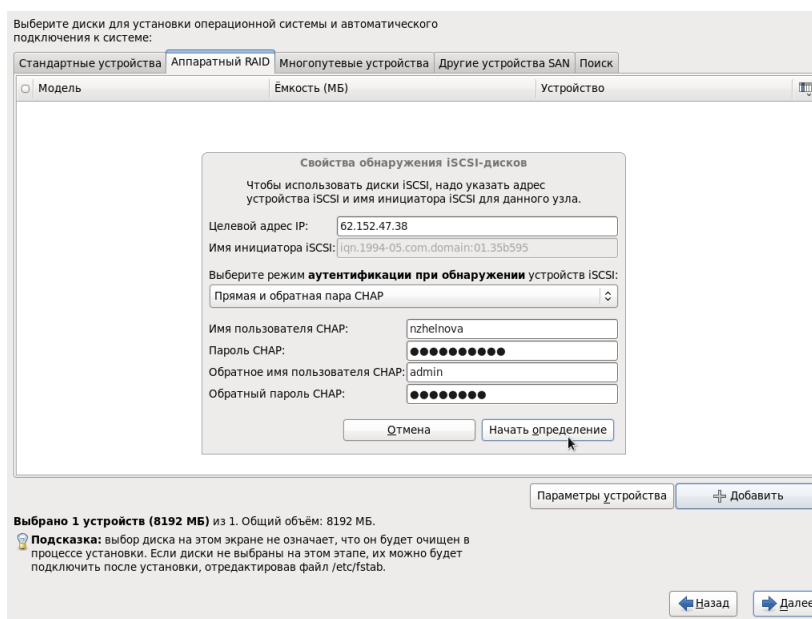 Выберите диски для установки операционной системы и автоматического
подключения к системе:
Стандартные устройства Аппаратный RAID Многопутевые устройства Другие устройства SAN Поиск
Модель Ёмкость (МБ) Устройство
Свойства обнаружения iSCSI-дисков
Чтобы использовать диски iSCSI, надо указать адрес
устройства iSCSI и имя инициатора iSCSI для данного узла.
Целевой адрес IP: 62.152.47.38
Имя инициатора iSCSI: iqn.1994-05.com.domain:01.35b595
Выберите режим аутентификации при обнаружении устройств iSCSI:
Прямая и обратная пара CHAP
Имя пользователя CHAP: nzhelnova
Пароль CHAP: ●●●●●●●●●●
Обратное имя пользователя CHAP: admin
Обратный пароль CHAP: ●●●●●●●●
Отмена Начать определение
Параметры устройства Добавить
Выбрано 1 устройств (8192 МБ) из 1. Общий объём: 8192 МБ.
Подсказка: выбор диска на этом экране не означает, что он будет очищен в
процессе установки. Если диски не выбраны на этом этапе, их можно будет
подключить после установки, отредактировав файл /etc/fstab.
Назад Далее